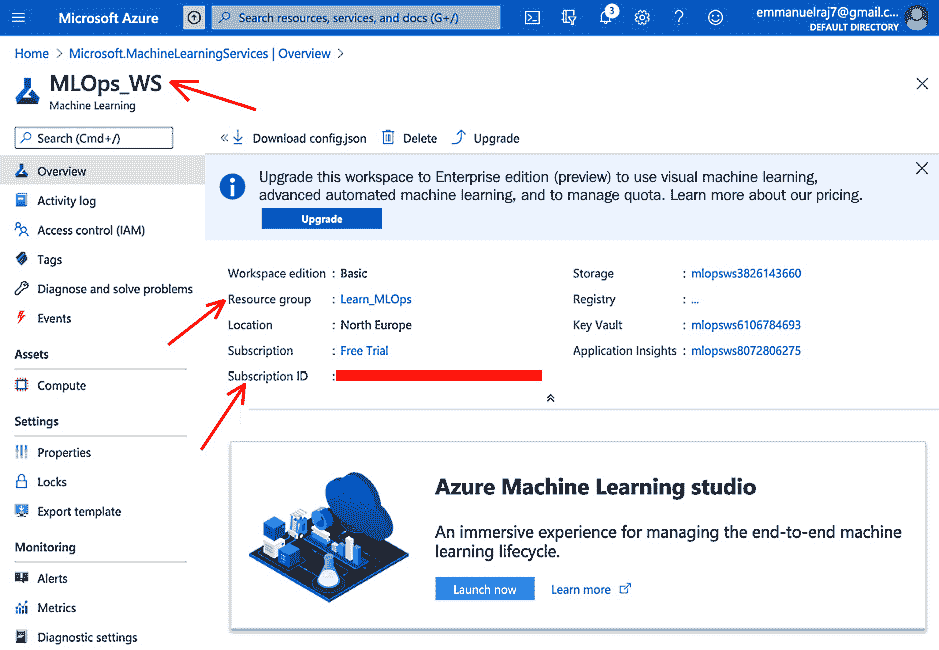 Microsoft Azure
Search resources, services, and docs (G+/)
3
emmanuelraj7@gmail.c...
DEFAULT DIRECTORY
Home > Microsoft.MachineLearningServices | Overview >
MLOps_WS
Machine Learning
Search (Cmd+/)
Overview
Activity log
Access control (IAM)
Tags
Diagnose and solve problems
Events
Assets
Compute
Settings
Properties
Locks
Export template
Monitoring
Alerts
Metrics
Diagnostic settings
Download config.json Delete Upgrade
Upgrade this workspace to Enterprise edition (preview) to use visual machine learning,
advanced automated machine learning, and to manage quota. Learn more about our pricing.
Upgrade
Workspace edition : Basic
Resource group : Learn_MLOps
Location : North Europe
Subscription : Free Trial
Subscription ID :
Storage : mlopsws3826143660
Registry : ...
Key Vault : mlopsws6106784693
Application Insights : mlopsws8072806275
Azure Machine Learning studio
An immersive experience for managing the end-to-end machine
learning lifecycle.
Launch now Learn more